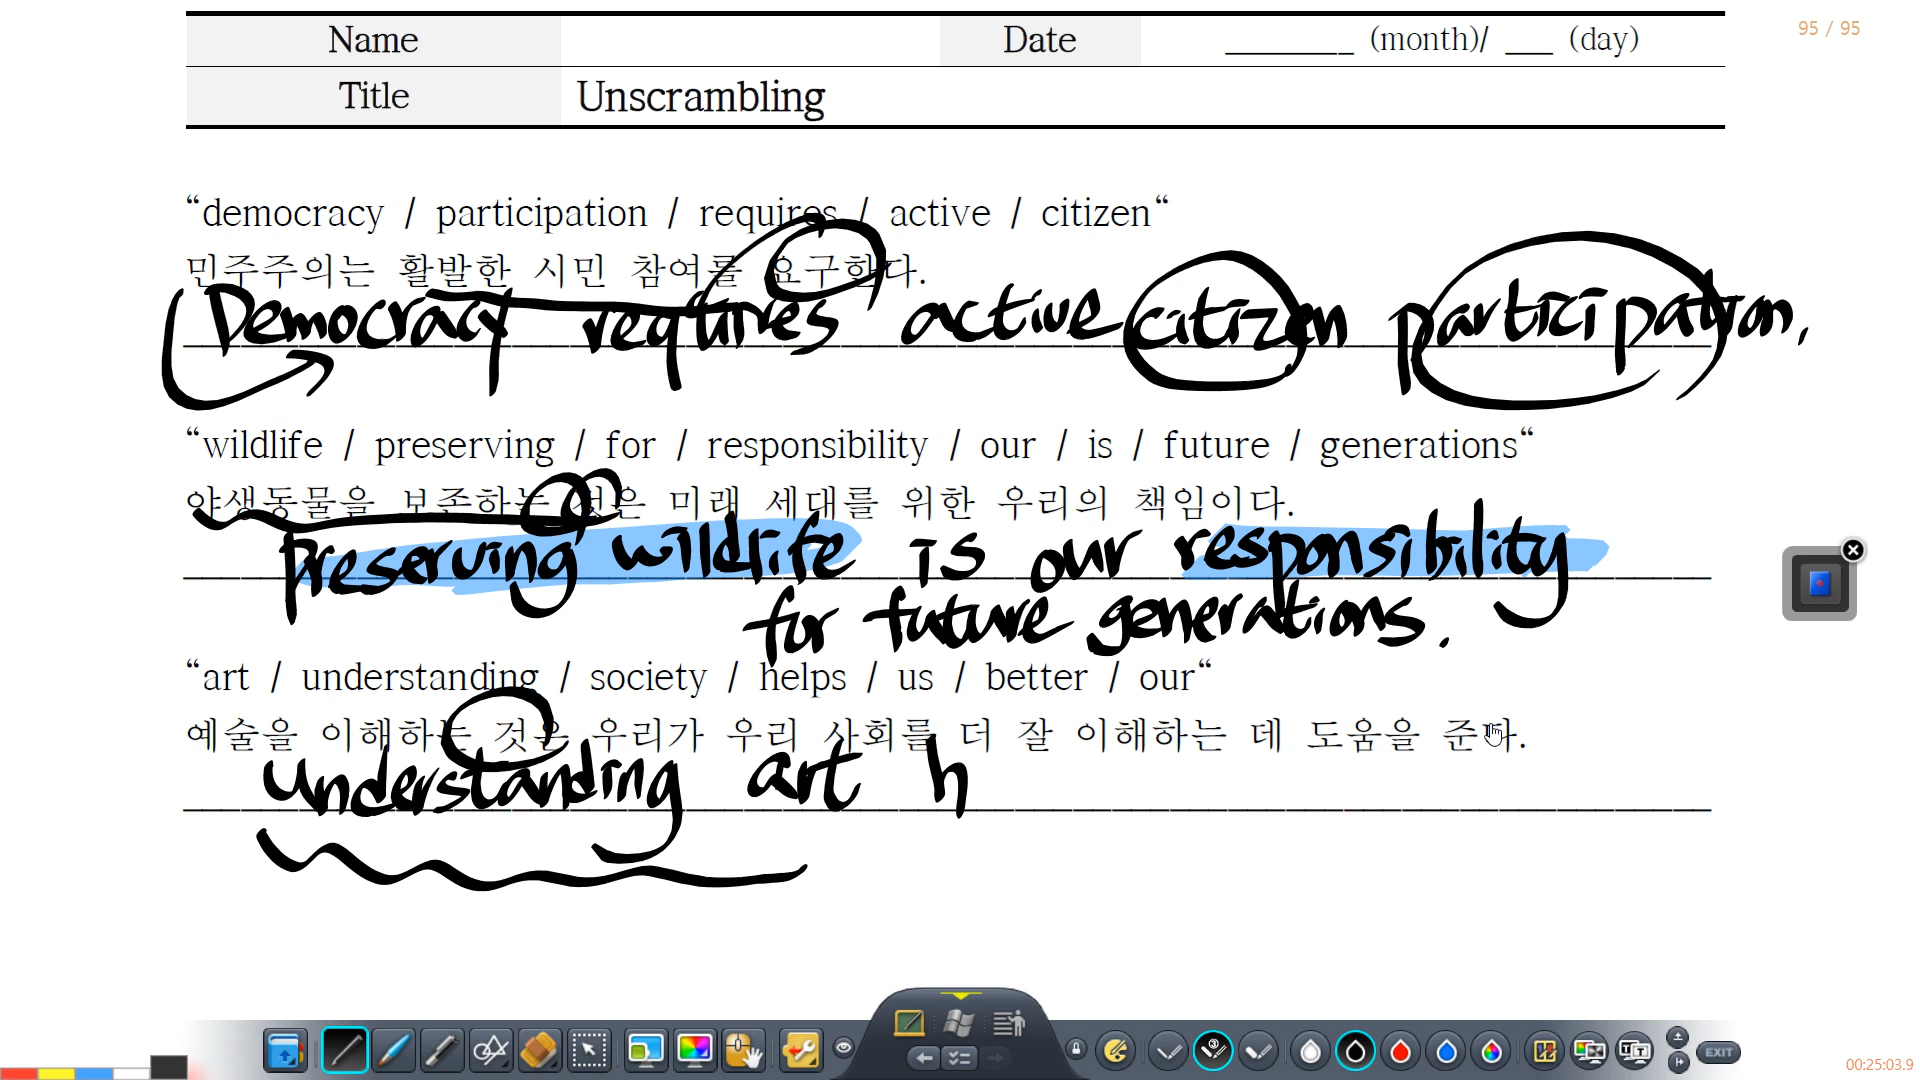 Name Date ________ (month)/ ___ (day)
95 / 95
Title Unscrambling
“democracy / participation / requires / active / citizen“
민주주의는 활발한 시민 참여를 요구한다.
Democracy requires active citizen participation.
“wildlife / preserving / for / responsibility / our / is / future / generations“
야생동물을 보존하는 것은 미래 세대를 위한 우리의 책임이다.
preserving wildlife is our responsibility
for future generations.
“art / understanding / society / helps / us / better / our“
예술을 이해하는 것은 우리가 우리 사회를 더 잘 이해하는 데 도움을 준다.
understanding art h
EXIT
00:25:03.9